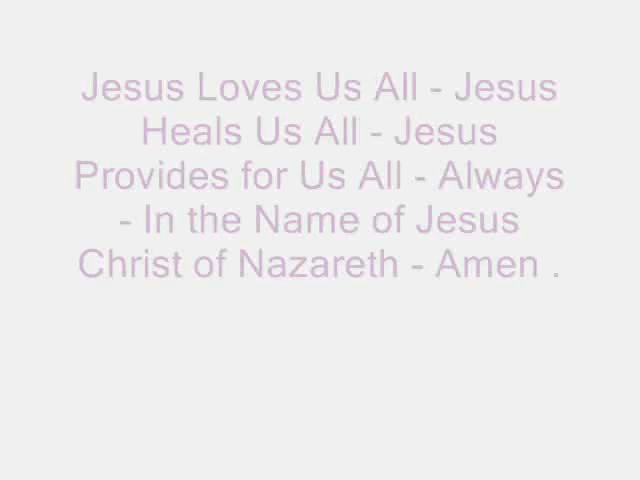 Jesus Loves Us All - Jesus
Heals Us All - Jesus
Provides for Us All - Always
- In the Name of Jesus
Christ of Nazareth - Amen .